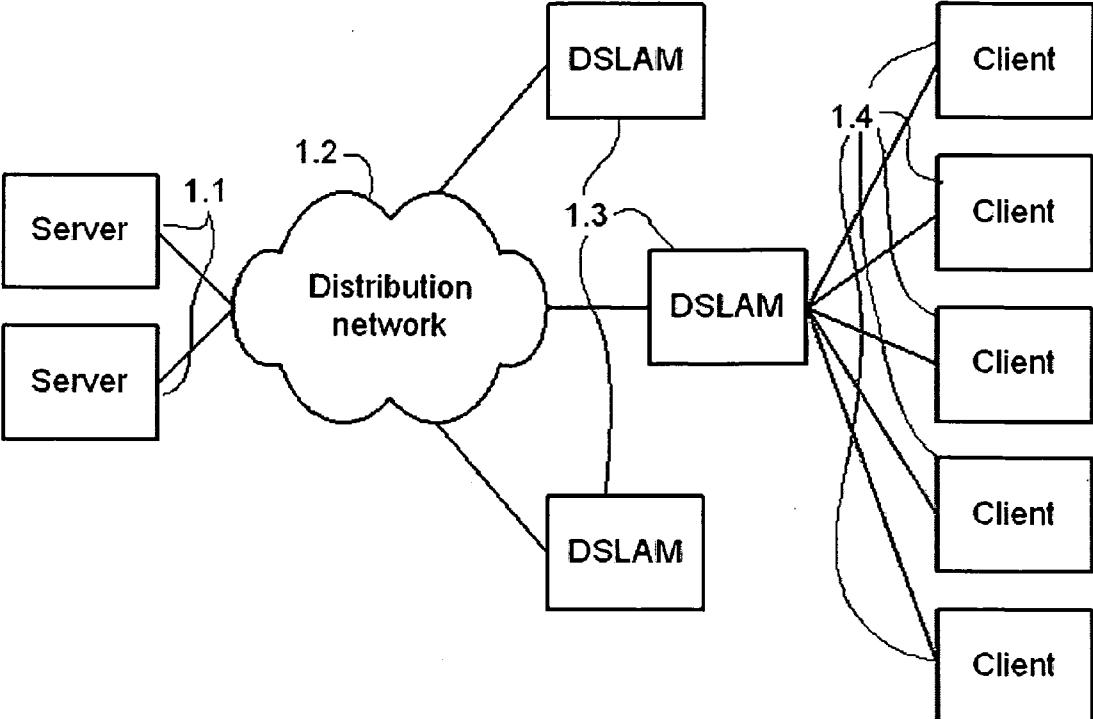 DSLAM
Client
1.4
1.2
1.1
Client
Server
1.3
Distribution
network
DSLAM
Client
Server
Client
DSLAM
Client